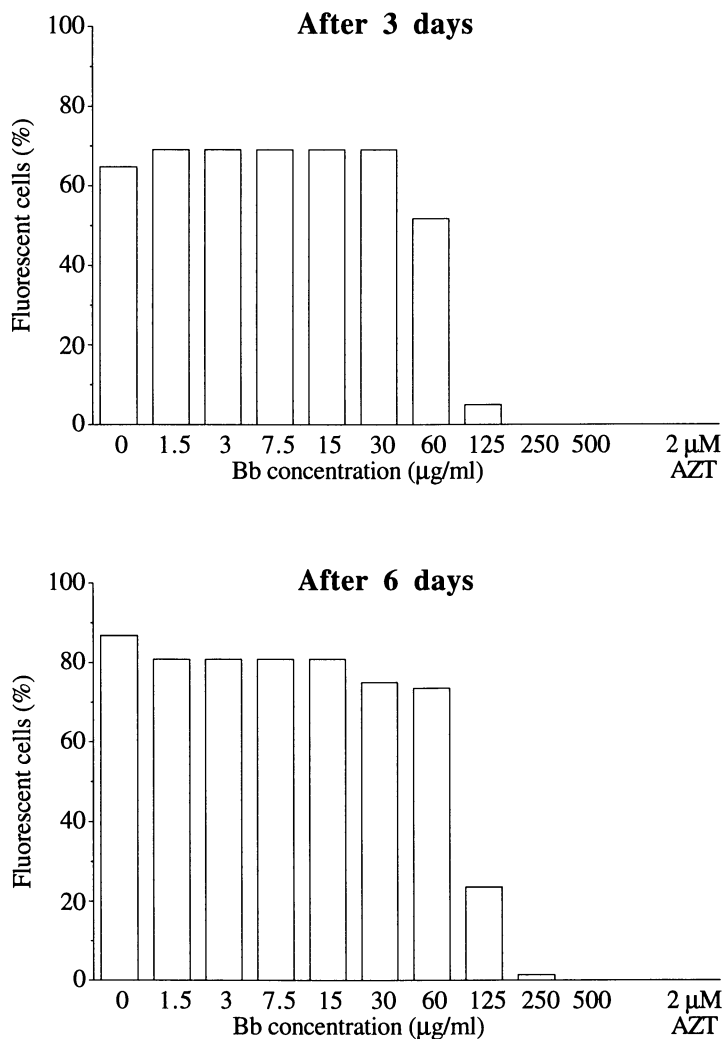 After 3 days
100
80
60
40
20
0
Fluorescent cells (%)
0 1.5 3 7.5 15 30 60 125 250 500 2 μM
Bb concentration (μg/ml) AZT
After 6 days
100
80
60
40
20
0
Fluorescent cells (%)
0 1.5 3 7.5 15 30 60 125 250 500 2 μM
Bb concentration (μg/ml) AZT